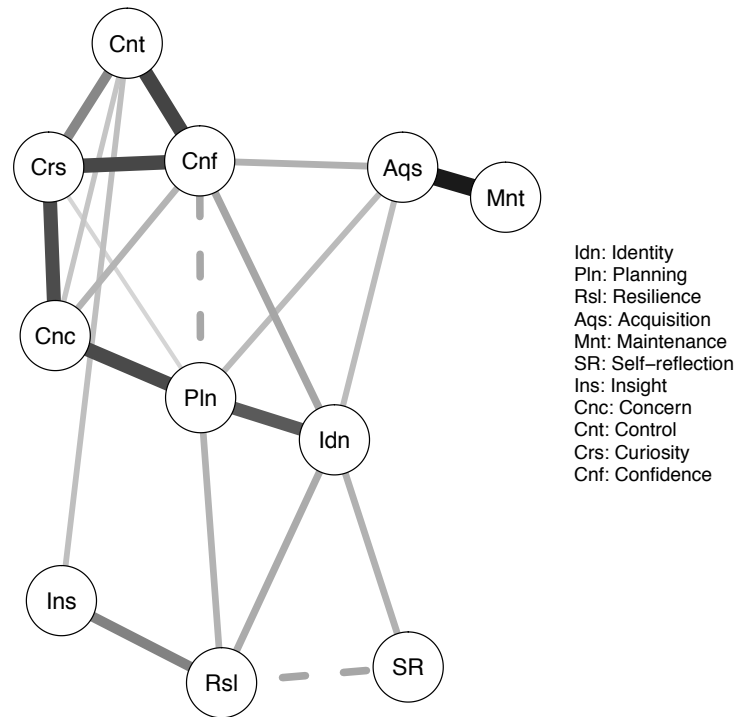 Cnt
Crs
Cnf
Aqs
Mnt
Cnc
Pln
Idn
Ins
Rsl
SR
Idn: Identity
Pln: Planning
Rsl: Resilience
Aqs: Acquisition
Mnt: Maintenance
SR: Self−reflection
Ins: Insight
Cnc: Concern
Cnt: Control
Crs: Curiosity
Cnf: Confidence